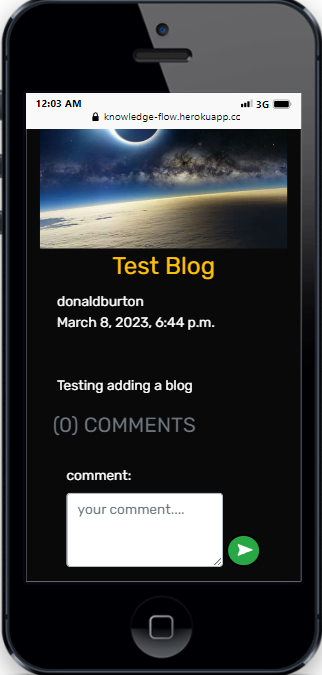 12:03 AM
3G
knowledge-flow.herokuapp.cc
Test Blog
donaldburton
March 8, 2023, 6:44 p.m.
Testing adding a blog
(0) COMMENTS
comment:
your comment....